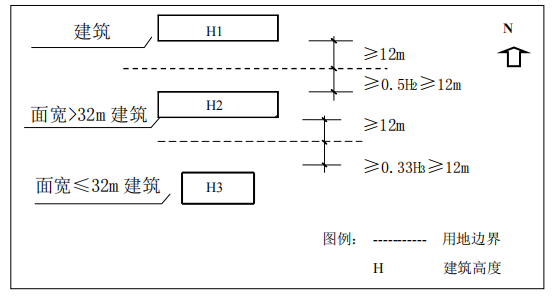 建筑
H1
N
≥12m
≥0.5H₂≥12m
面宽>32m 建筑
H2
≥12m
≥0.33H₃≥12m
面宽≤32m 建筑
H3
图例: ----------- 用地边界
H 建筑高度